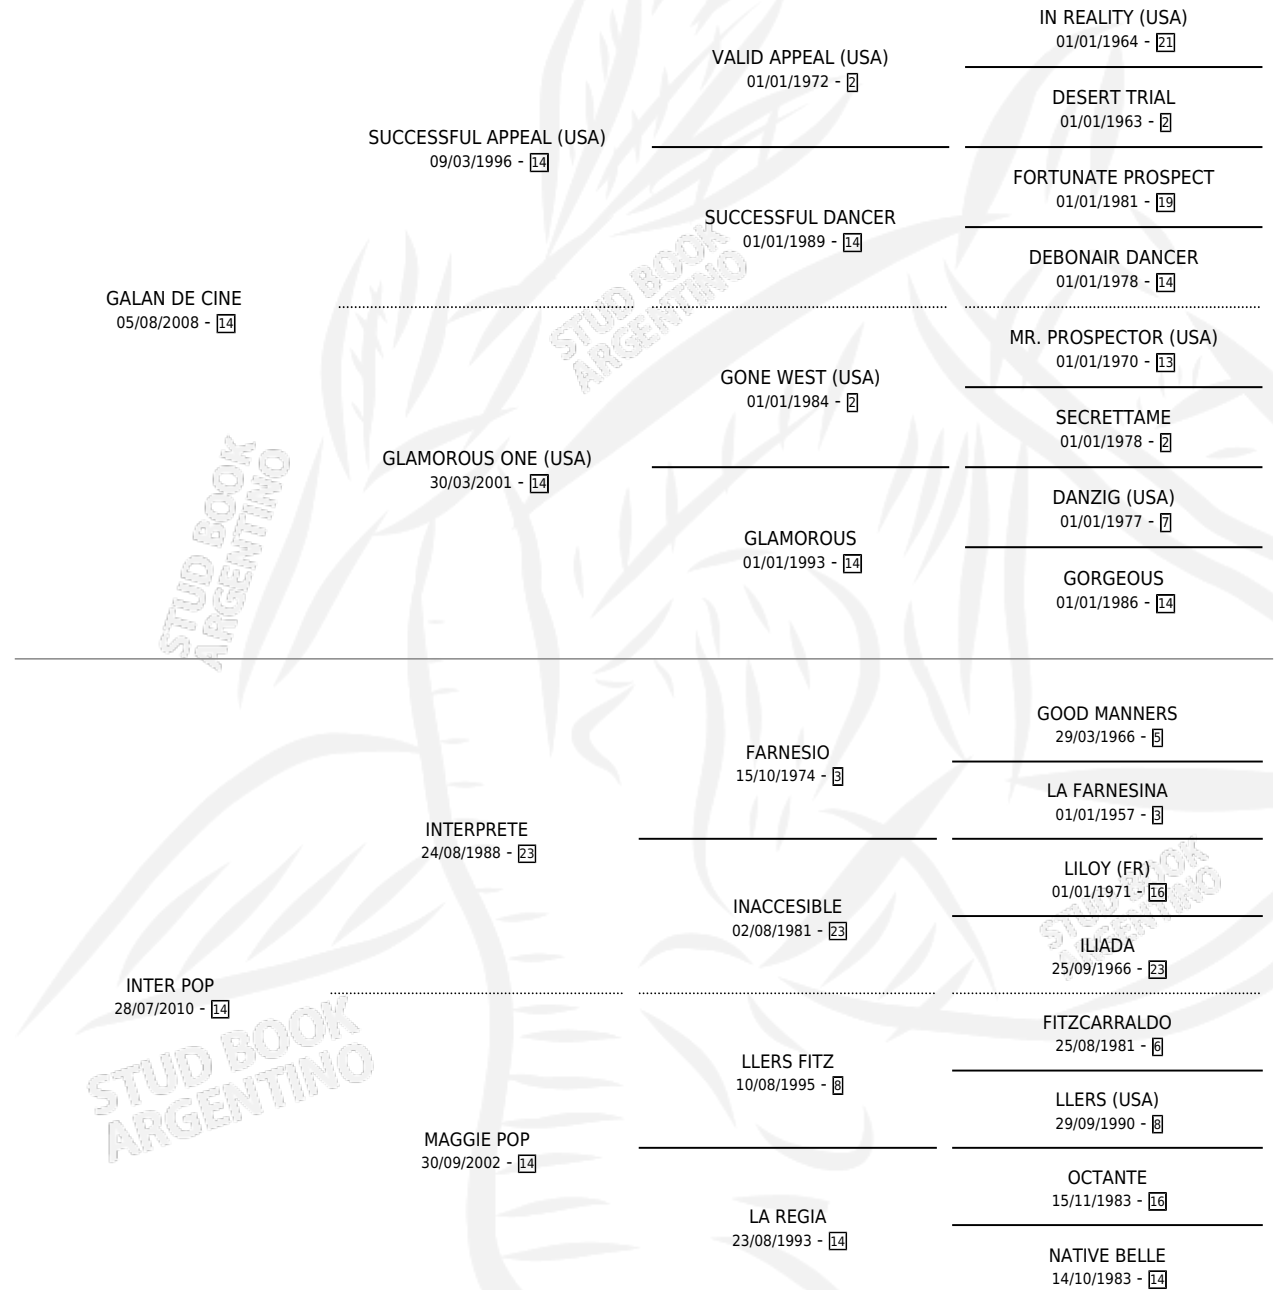 IN REALITY (USA)
01/01/1964 - 21
VALID APPEAL (USA)
01/01/1972 - 2
DESERT TRIAL
01/01/1963 - 2
SUCCESSFUL APPEAL (USA)
09/03/1996 - 14
FORTUNATE PROSPECT
01/01/1981 - 19
SUCCESSFUL DANCER
01/01/1989 - 14
DEBONAIR DANCER
01/01/1978 - 14
GALAN DE CINE
05/08/2008 - 14
STUD BOOK
ARGENTINO
MR. PROSPECTOR (USA)
01/01/1970 - 13
GONE WEST (USA)
01/01/1984 - 2
SECRETTAME
01/01/1978 - 2
GLAMOROUS ONE (USA)
30/03/2001 - 14
DANZIG (USA)
01/01/1977 - 7
GLAMOROUS
01/01/1993 - 14
GORGEOUS
01/01/1986 - 14
STUD BOOK
ARGENTINO
GOOD MANNERS
29/03/1966 - 5
FARNESIO
15/10/1974 - 3
LA FARNESINA
01/01/1957 - 3
INTERPRETE
24/08/1988 - 23
LILOY (FR)
01/01/1971 - 16
INACCESIBLE
02/08/1981 - 23
STUD BOOK
ARGENTINO
ILIADA
25/09/1966 - 23
INTER POP
28/07/2010 - 14
STUD BOOK
ARGENTINO
FITZCARRALDO
25/08/1981 - 6
LLERS FITZ
10/08/1995 - 8
LLERS (USA)
29/09/1990 - 8
MAGGIE POP
30/09/2002 - 14
OCTANTE
15/11/1983 - 16
LA REGIA
23/08/1993 - 14
NATIVE BELLE
14/10/1983 - 14